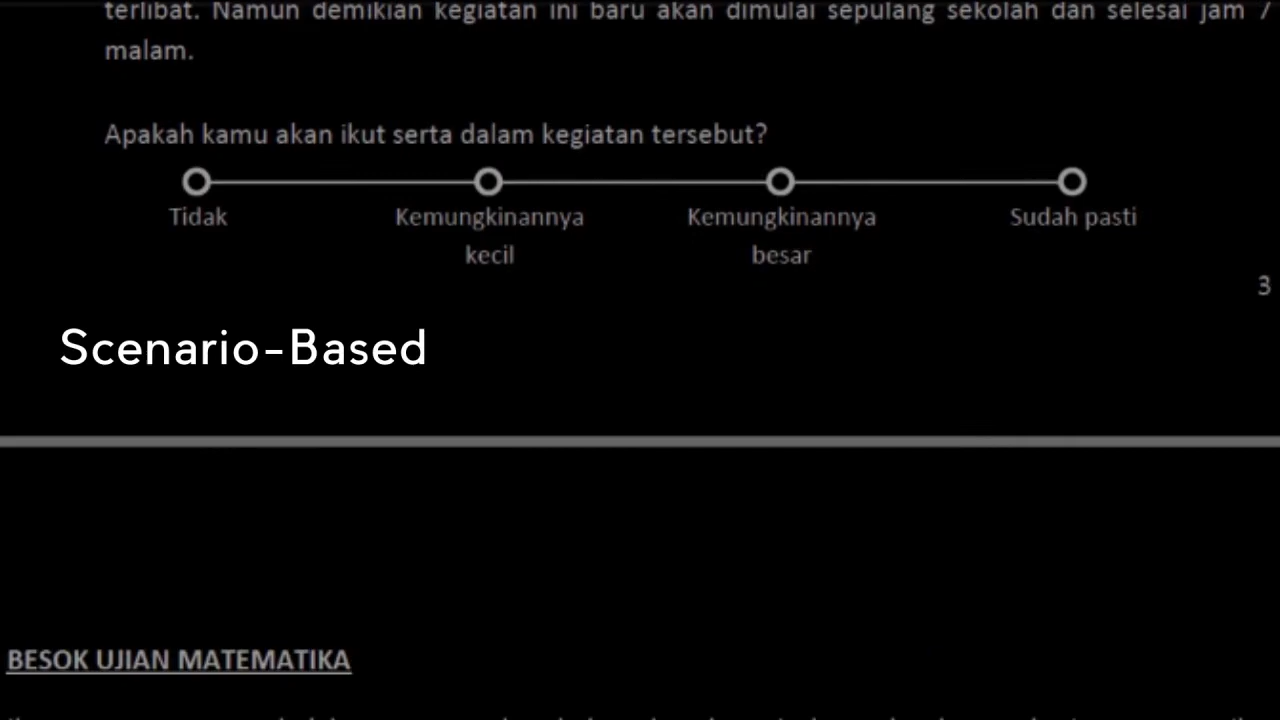 terlibat. Namun demikian kegiatan ini baru akan dimulai sepulang sekolah dan selesai jam 7
malam.
Apakah kamu akan ikut serta dalam kegiatan tersebut?
Tidak Kemungkinannya kecil Kemungkinannya besar Sudah pasti
3
Scenario-Based
BESOK UJIAN MATEMATIKA